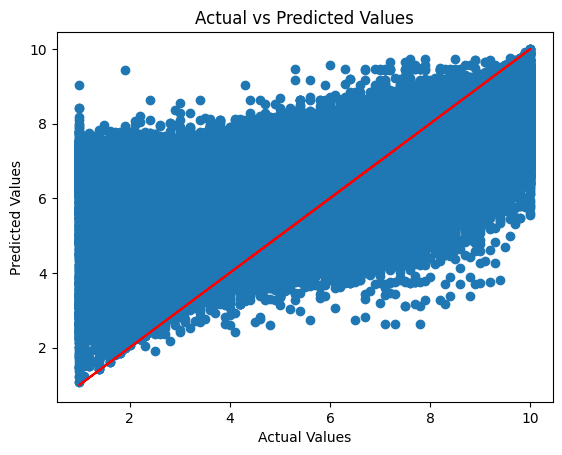 Actual vs Predicted Values
10
8
6
4
2
Predicted Values
2 4 6 8 10
Actual Values